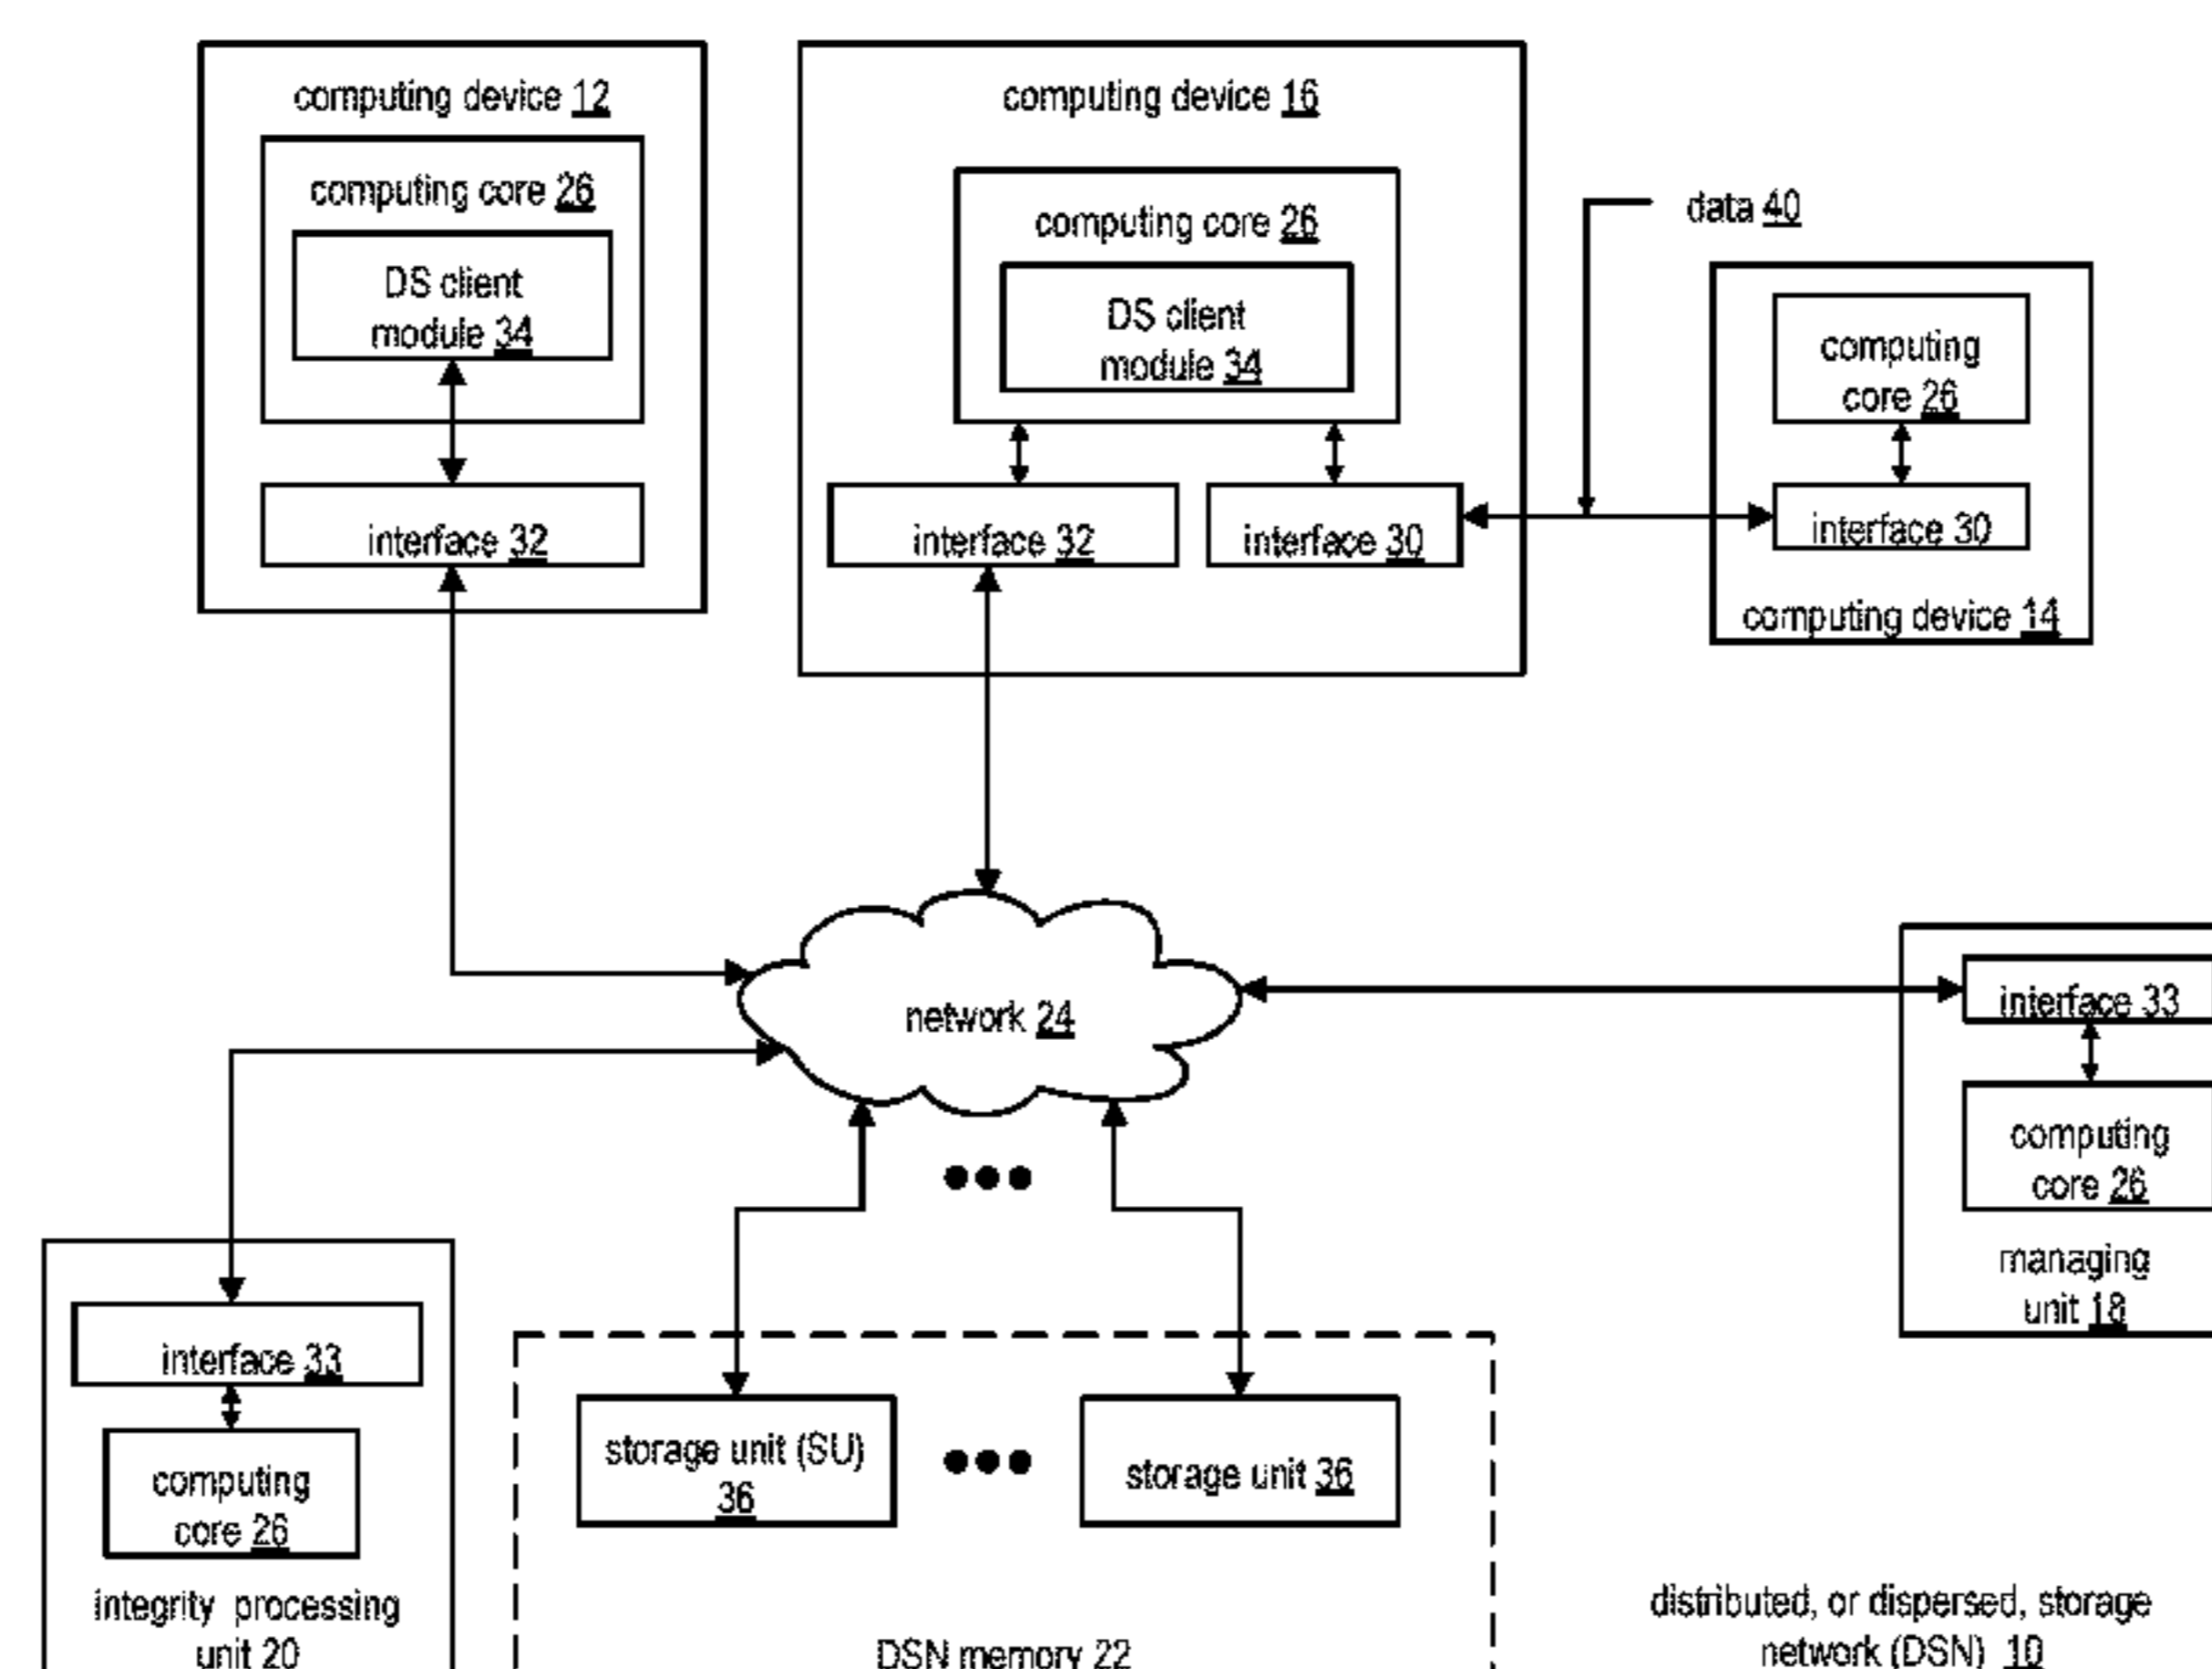 computing device 12
computing core 26
DS client
module 34
interface 32
computing device 16
computing core 26
DS client
module 34
interface 32
interface 30
data 40
computing
core 26
interface 30
computing device 14
network 24
interface 33
computing
core 26
managing
unit 18
interface 33
computing
core 26
integrity processing
unit 20
storage unit (SU)
36
storage unit 36
DSN memory 22
distributed, or dispersed, storage
network (DSN) 10